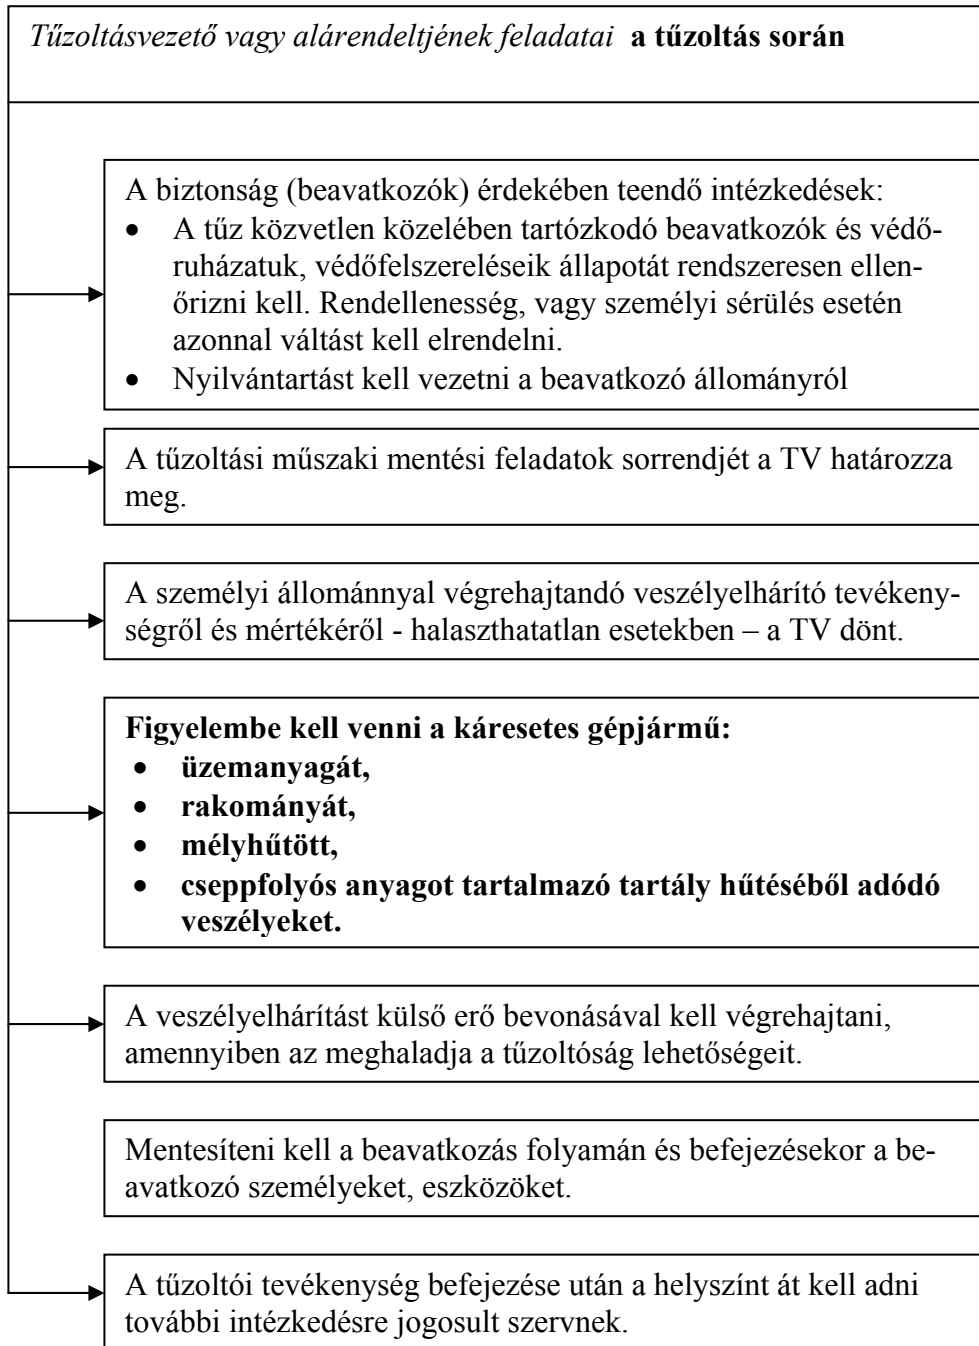 Tűzoltásvezető vagy alárendeltjének feladatai a tűzoltás során
A biztonság (beavatkozók) érdekében teendő intézkedések:
• A tűz közvetlen közelében tartózkodó beavatkozók és védő-
ruházatuk, védőfelszereléseik állapotát rendszeresen ellen-
őrizni kell. Rendellenesség, vagy személyi sérülés esetén
azonnal váltást kell elrendelni.
• Nyilvántartást kell vezetni a beavatkozó állományról
A tűzoltási műszaki mentési feladatok sorrendjét a TV határozza
meg.
A személyi állománnyal végrehajtandó veszélyelhárító tevékeny-
ségről és mértékéről - halaszthatatlan esetekben – a TV dönt.
Figyelembe kell venni a káresetes gépjármű:
• üzemanyagát,
• rakományát,
• mélyhűtött,
• cseppfolyós anyagot tartalmazó tartály hűtéséből adódó
veszélyeket.
A veszélyelhárítást külső erő bevonásával kell végrehajtani,
amennyiben az meghaladja a tűzoltóság lehetőségeit.
Mentesíteni kell a beavatkozás folyamán és befejezésekor a be-
avatkozó személyeket, eszközöket.
A tűzoltói tevékenység befejezése után a helyszínt át kell adni
további intézkedésre jogosult szervnek.